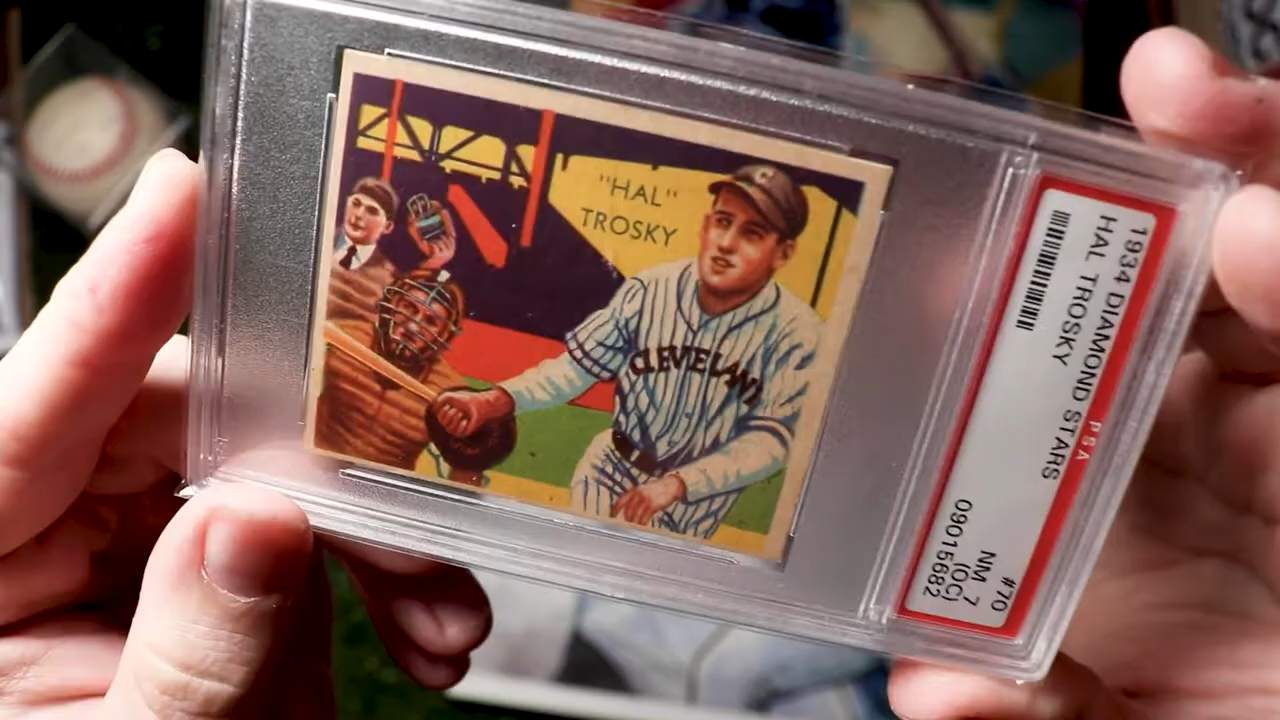 "HAL"
TROSKY
C
CLEVELAND
1934 DIAMOND STARS
HAL TROSKY
PSA
#70
NM 7
(OC)
09015682